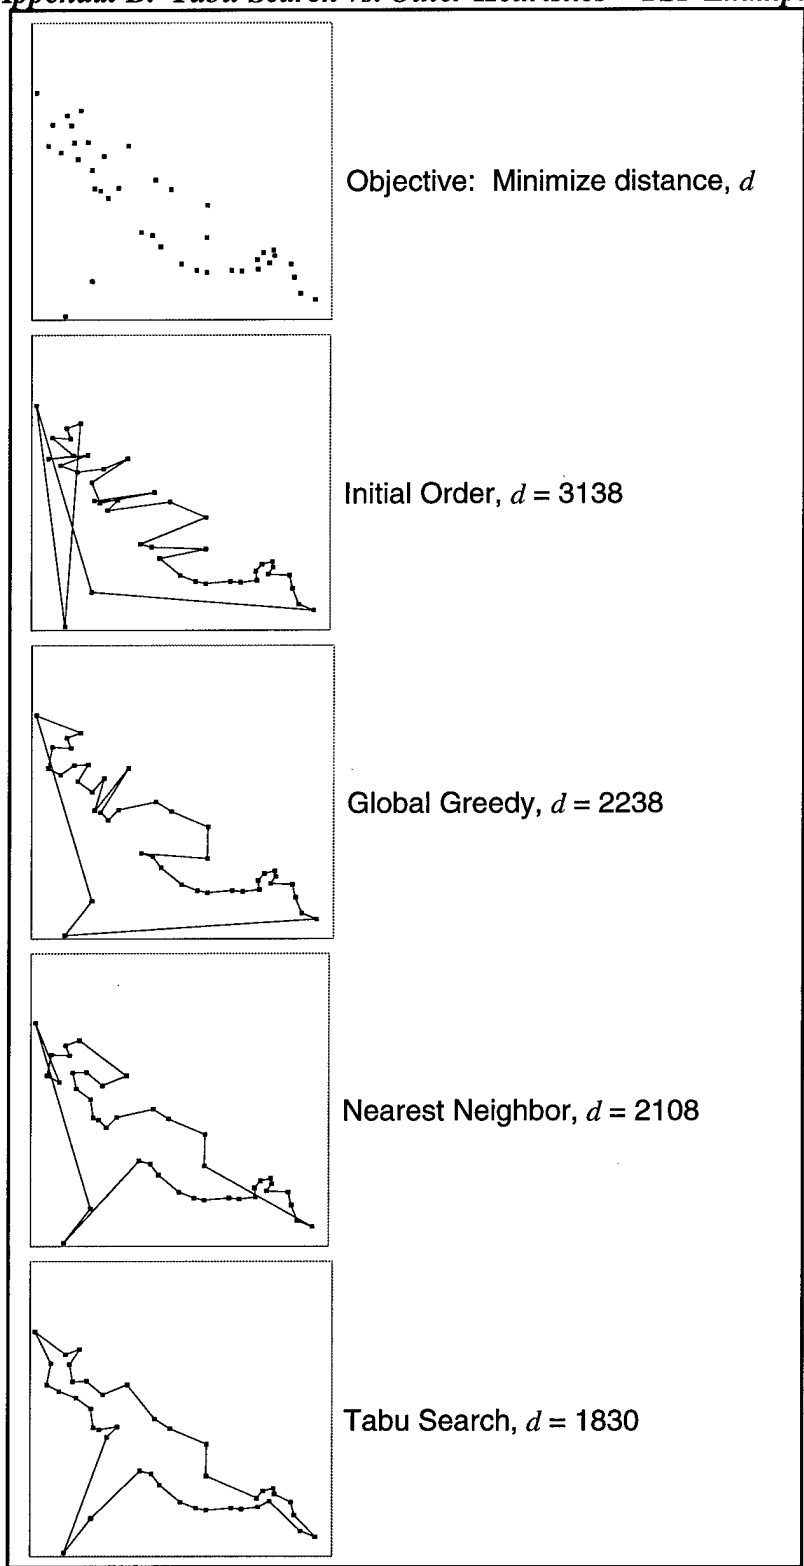 Objective: Minimize distance, d
Initial Order, d = 3138
Global Greedy, d = 2238
Nearest Neighbor, d = 2108
Tabu Search, d = 1830